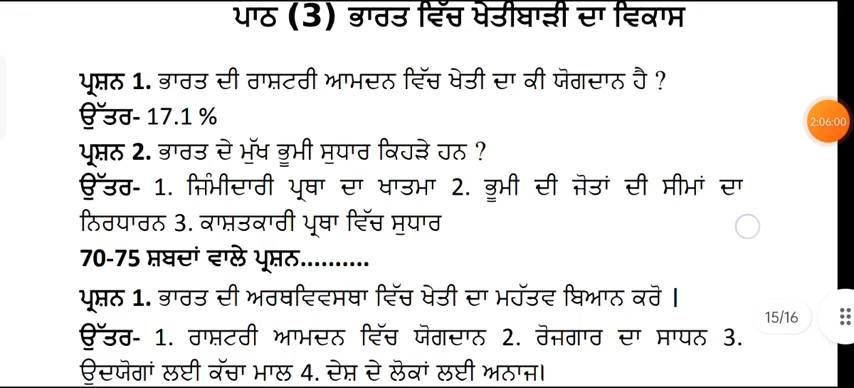 ਪਾਠ (3) ਭਾਰਤ ਵਿੱਚ ਖੇਤੀਬਾੜੀ ਦਾ ਵਿਕਾਸ
ਪ੍ਰਸ਼ਨ 1. ਭਾਰਤ ਦੀ ਰਾਸ਼ਟਰੀ ਆਮਦਨ ਵਿੱਚ ਖੇਤੀ ਦਾ ਕੀ ਯੋਗਦਾਨ ਹੈ ?
ਉੱਤਰ- 17.1 %
2:06:00
ਪ੍ਰਸ਼ਨ 2. ਭਾਰਤ ਦੇ ਮੁੱਖ ਭੂਮੀ ਸੁਧਾਰ ਕਿਹੜੇ ਹਨ ?
ਉੱਤਰ- 1. ਜਿੰਮੀਦਾਰੀ ਪ੍ਰਥਾ ਦਾ ਖਾਤਮਾ 2. ਭੂਮੀ ਦੀ ਜੋਤਾਂ ਦੀ ਸੀਮਾਂ ਦਾ
ਨਿਰਧਾਰਨ 3. ਕਾਸ਼ਤਕਾਰੀ ਪ੍ਰਥਾ ਵਿੱਚ ਸੁਧਾਰ
70-75 ਸ਼ਬਦਾਂ ਵਾਲੇ ਪ੍ਰਸ਼ਨ..........
ਪ੍ਰਸ਼ਨ 1. ਭਾਰਤ ਦੀ ਅਰਥਵਿਵਸਥਾ ਵਿੱਚ ਖੇਤੀ ਦਾ ਮਹੱਤਵ ਬਿਆਨ ਕਰੋ |
15/16
ਉੱਤਰ- 1. ਰਾਸ਼ਟਰੀ ਆਮਦਨ ਵਿੱਚ ਯੋਗਦਾਨ 2. ਰੋਜਗਾਰ ਦਾ ਸਾਧਨ 3.
ਉਦਯੋਗਾਂ ਲਈ ਕੱਚਾ ਮਾਲ 4. ਦੇਸ਼ ਦੇ ਲੋਕਾਂ ਲਈ ਅਨਾਜ।